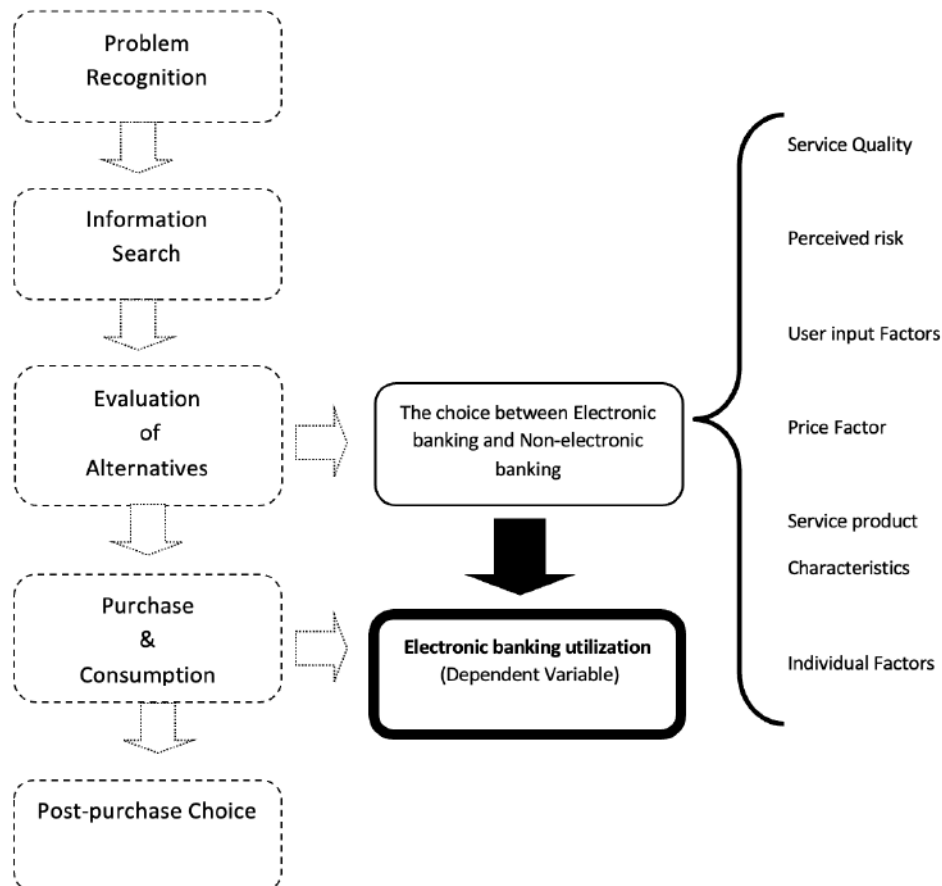 Problem
Recognition
Information
Search
Evaluation
of
Alternatives
Purchase
&
Consumption
Post-purchase Choice
The choice between Electronic
banking and Non-electronic
banking
Electronic banking utilization
(Dependent Variable)
Service Quality
Perceived risk
User input Factors
Price Factor
Service product
Characteristics
Individual Factors